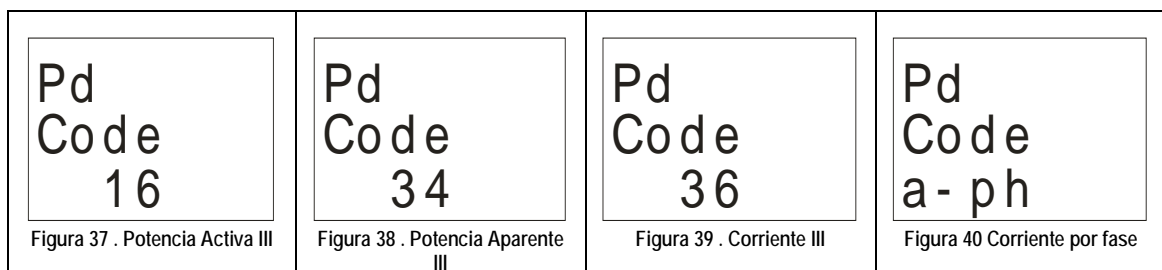 Pd
Code
16
Figura 37 . Potencia Activa III
Pd
Code
34
Figura 38 . Potencia Aparente
III
Pd
Code
36
Figura 39 . Corriente III
Pd
Code
a- ph
Figura 40 Corriente por fase